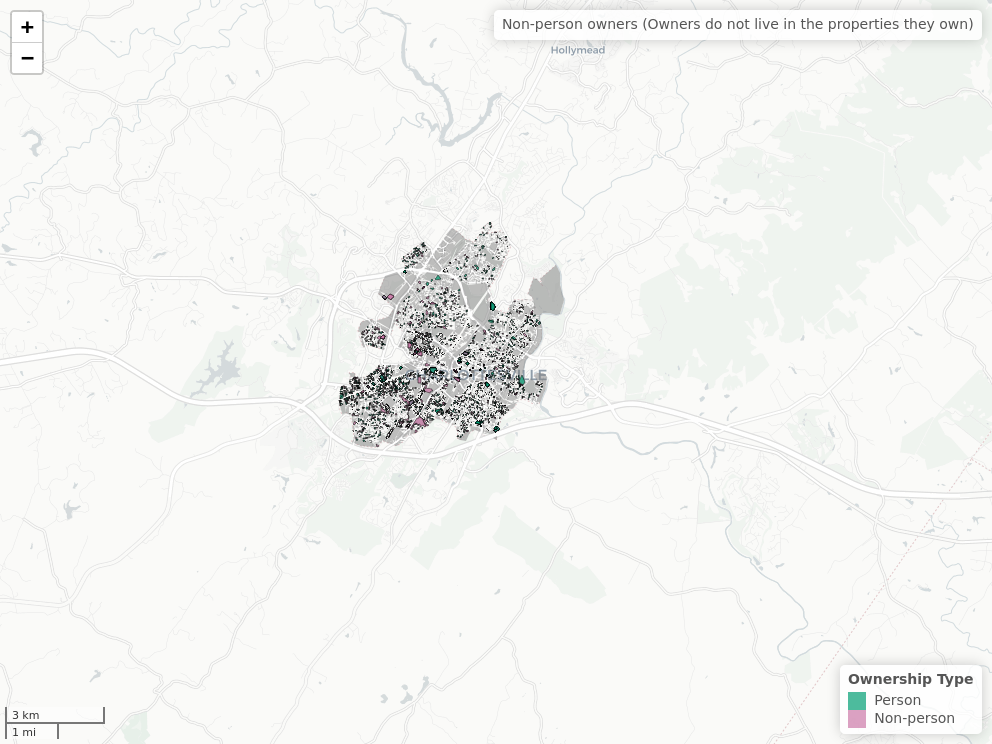 +
Non-person owners (Owners do not live in the properties they own)
Hollymead
−
Ownership Type
Person
Non-person
3 km
1 mi